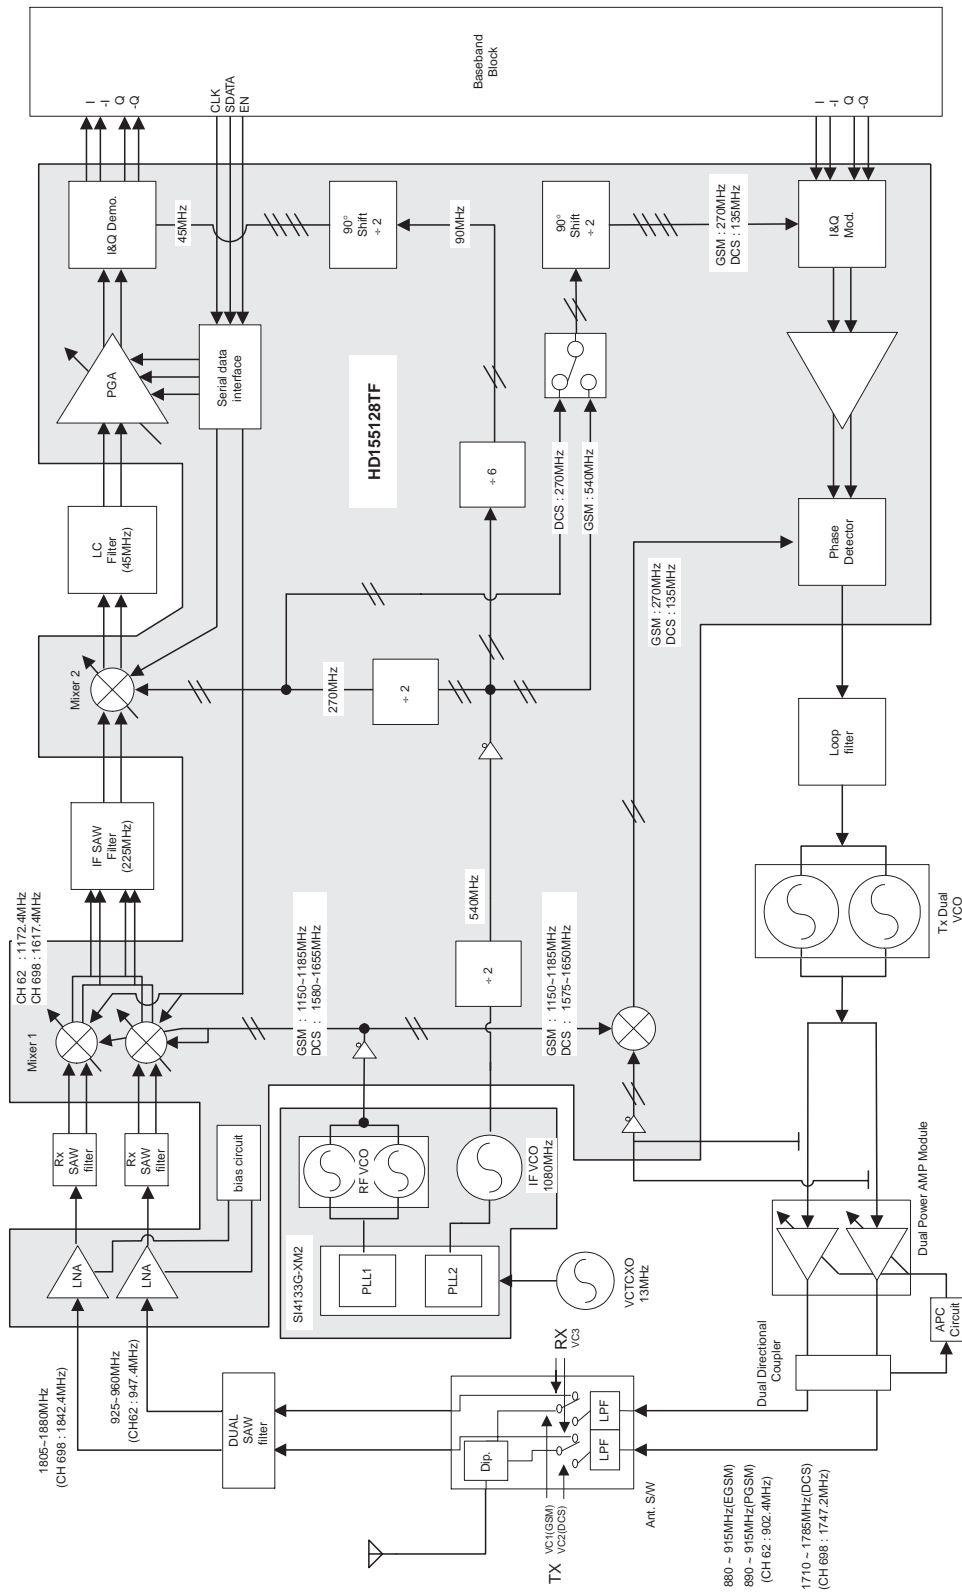 Baseband
Block
I
-I
Q
-Q
CLK
SDATA
EN
I
-I
Q
-Q
I&Q Demo.
45MHz
90°
Shift
÷ 2
90MHz
90°
Shift
÷ 2
GSM : 270MHz
DCS : 135MHz
I&Q
Mod.
PGA
Serial data
interface
HD155128TF
LC
Filter
(45MHz)
÷ 6
DCS : 270MHz
GSM : 540MHz
Phase
Detector
GSM : 270MHz
DCS : 135MHz
Mixer 2
270MHz
÷ 2
Loop
filter
IF SAW
Filter
(225MHz)
CH 62 : 1172.4MHz
CH 698 : 1617.4MHz
540MHz
÷ 2
Tx Dual
VCO
Mixer 1
GSM : 1150~1185MHz
DCS : 1580~1655MHz
GSM : 1150~1185MHz
DCS : 1575~1650MHz
Rx
SAW
filter
Rx
SAW
filter
bias circuit
RF VCO
IF VCO
1080MHz
LNA
LNA
SI4133G-XM2
PLL1
PLL2
VCTCXO
13MHz
Dual Power AMP Module
APC
Circuit
Dual Directional
Coupler
1805~1880MHz
(CH 698 : 1842.4MHz)
925~960MHz
(CH62 : 947.4MHz)
DUAL
SAW
filter
RX
VC3
Dip.
LPF
LPF
Ant. S/W
TX
VC1(GSM)
VC2(DCS)
880 ~ 915MHz(EGSM)
890 ~ 915MHz(PGSM)
(CH 62 : 902.4MHz)
1710 ~ 1785MHz(DCS)
(CH 698 : 1747.2MHz)